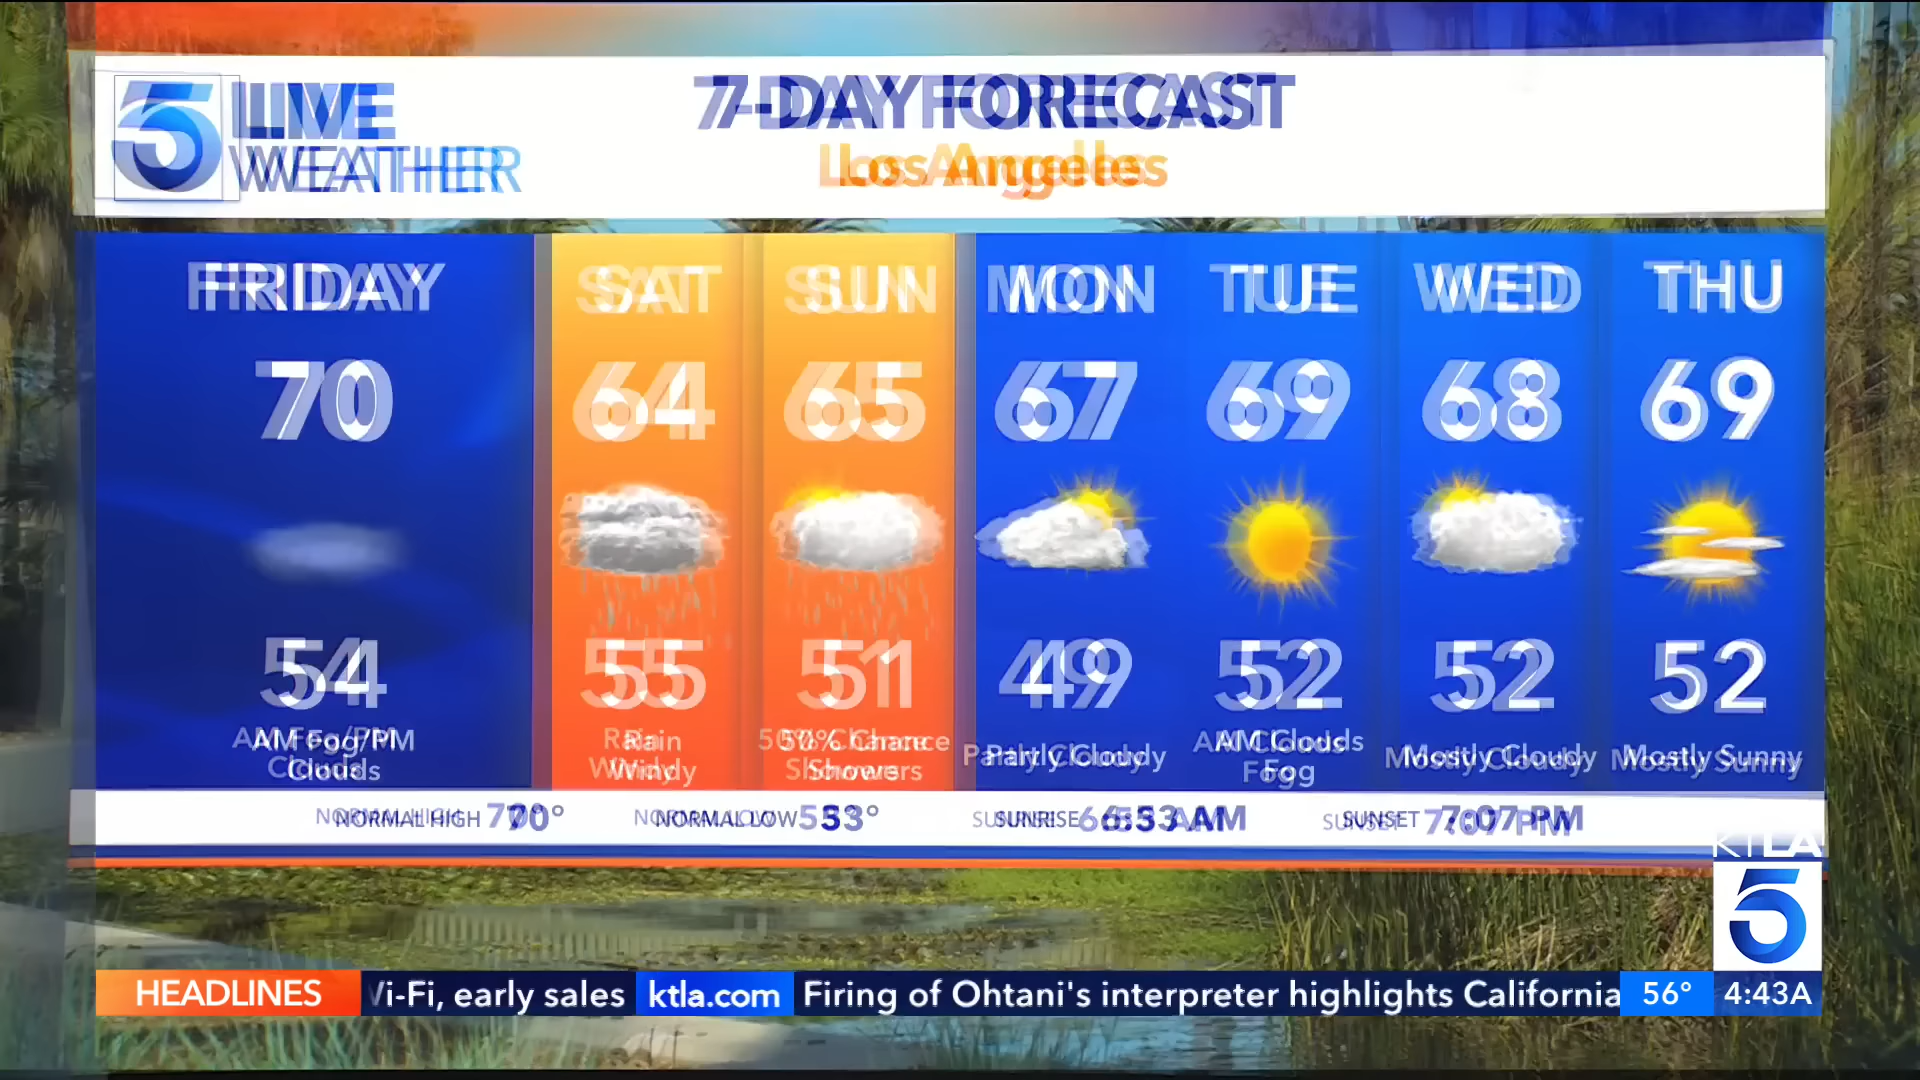 5 LIVE
WEATHER
7-DAY FORECAST
Los Angeles
FRIDAY
70
54
AM Fog/PM
Clouds
SAT
64
55
Rain
Windy
SUN
65
51
50% Chance
Showers
MON
67
49
Partly Cloudy
TUE
69
52
AM Clouds
Fog
WED
68
52
Mostly Cloudy
THU
69
52
Mostly Sunny
NORMAL HIGH 70° NORMAL LOW 53° SUNRISE 6:53 AM SUNSET 7:07 PM
KTLA
5
HEADLINES Wi-Fi, early sales ktla.com Firing of Ohtani's interpreter highlights California 56° 4:43A